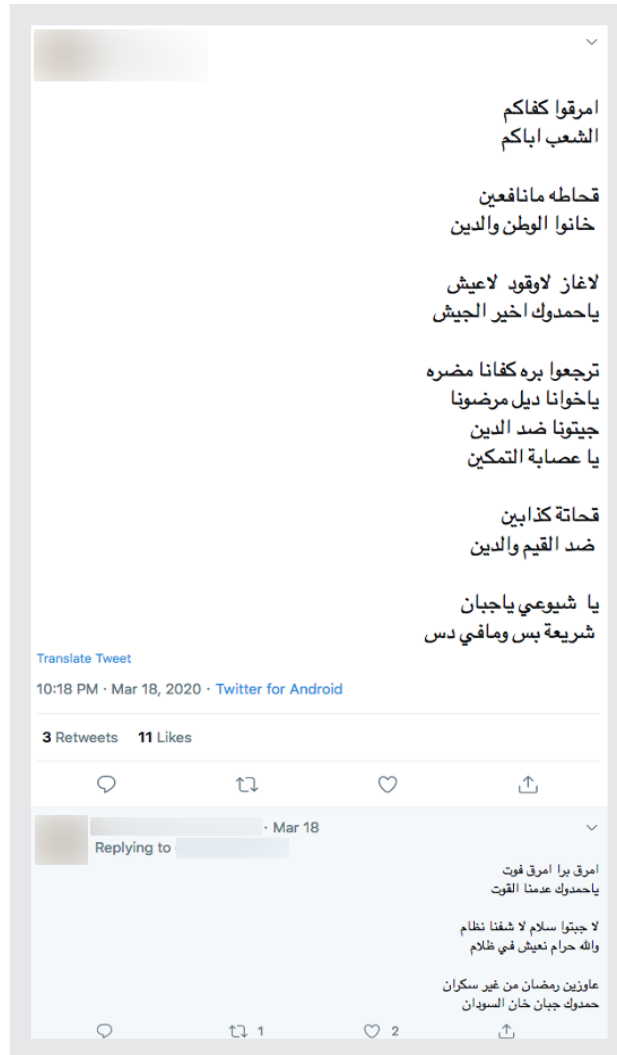 امرقوا كفاكم
الشعب اباكم
قحاطه مانافعين
خانوا الوطن والدين
لاغاز لاوقود لاعيش
ياحمدوك اخير الجيش
ترجعوا بره كفانا مضره
ياخوانا ديل مرضونا
جيتونا ضد الدين
يا عصابة التمكين
قحاتة كذابين
ضد القيم والدين
يا شيوعي ياجبان
شريعة بس ومافي دس
Translate Tweet
10:18 PM · Mar 18, 2020 · Twitter for Android
3 Retweets 11 Likes
· Mar 18
Replying to
امرق برا امرق فوت
ياحمدوك عدمنا القوت
لا جبتوا سلام لا شفنا نظام
والله حرام نعيش في ظلام
عاوزين رمضان من غير سكران
حمدوك جبان خان السودان
1 2